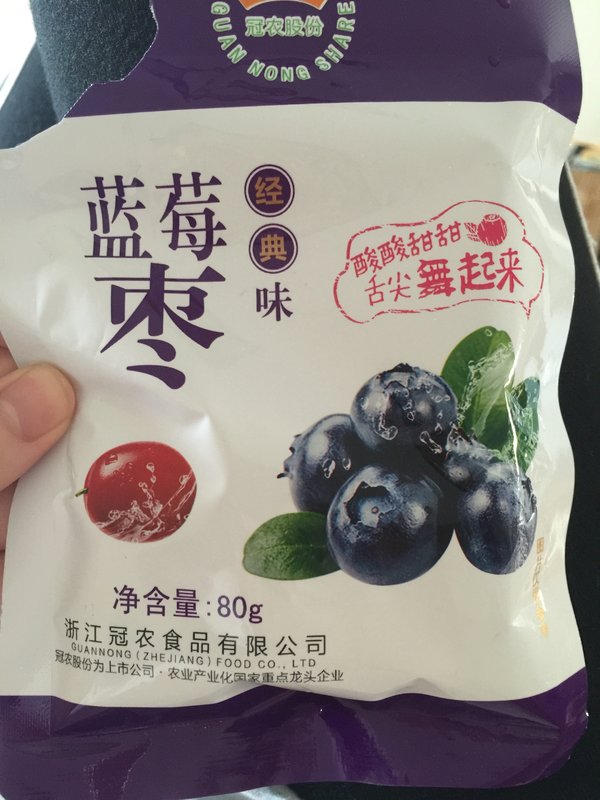 冠农股份
GUAN NONG SHARE
蓝莓枣
经典味
酸酸甜甜
舌尖舞起来
净含量:80g
浙江冠农食品有限公司
GUANNONG(ZHEJIANG)FOOD CO., LTD
冠农股份为上市公司·农业产业化国家重点龙头企业